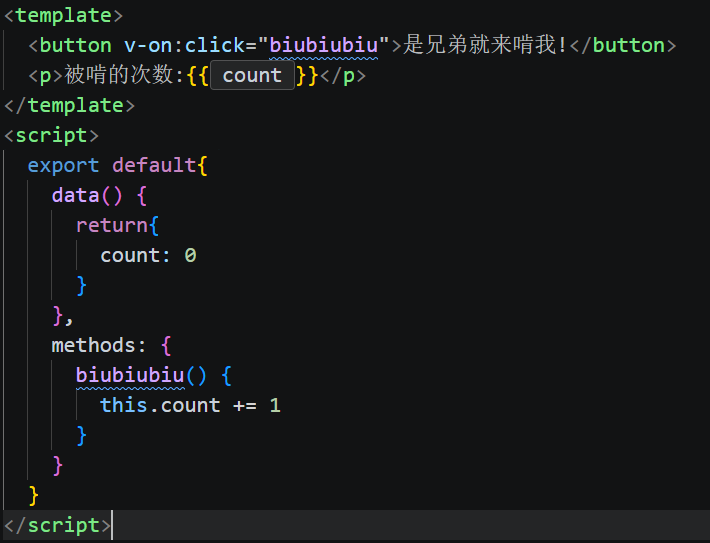 <template>
  <button v-on:click="biubiubiu">是兄弟就来啃我!</button>
  <p>被啃的次数:{{ count }}</p>
</template>
<script>
  export default{
    data() {
      return{
        count: 0
      }
    },
    methods: {
      biubiubiu() {
        this.count += 1
      }
    }
  }
</script>